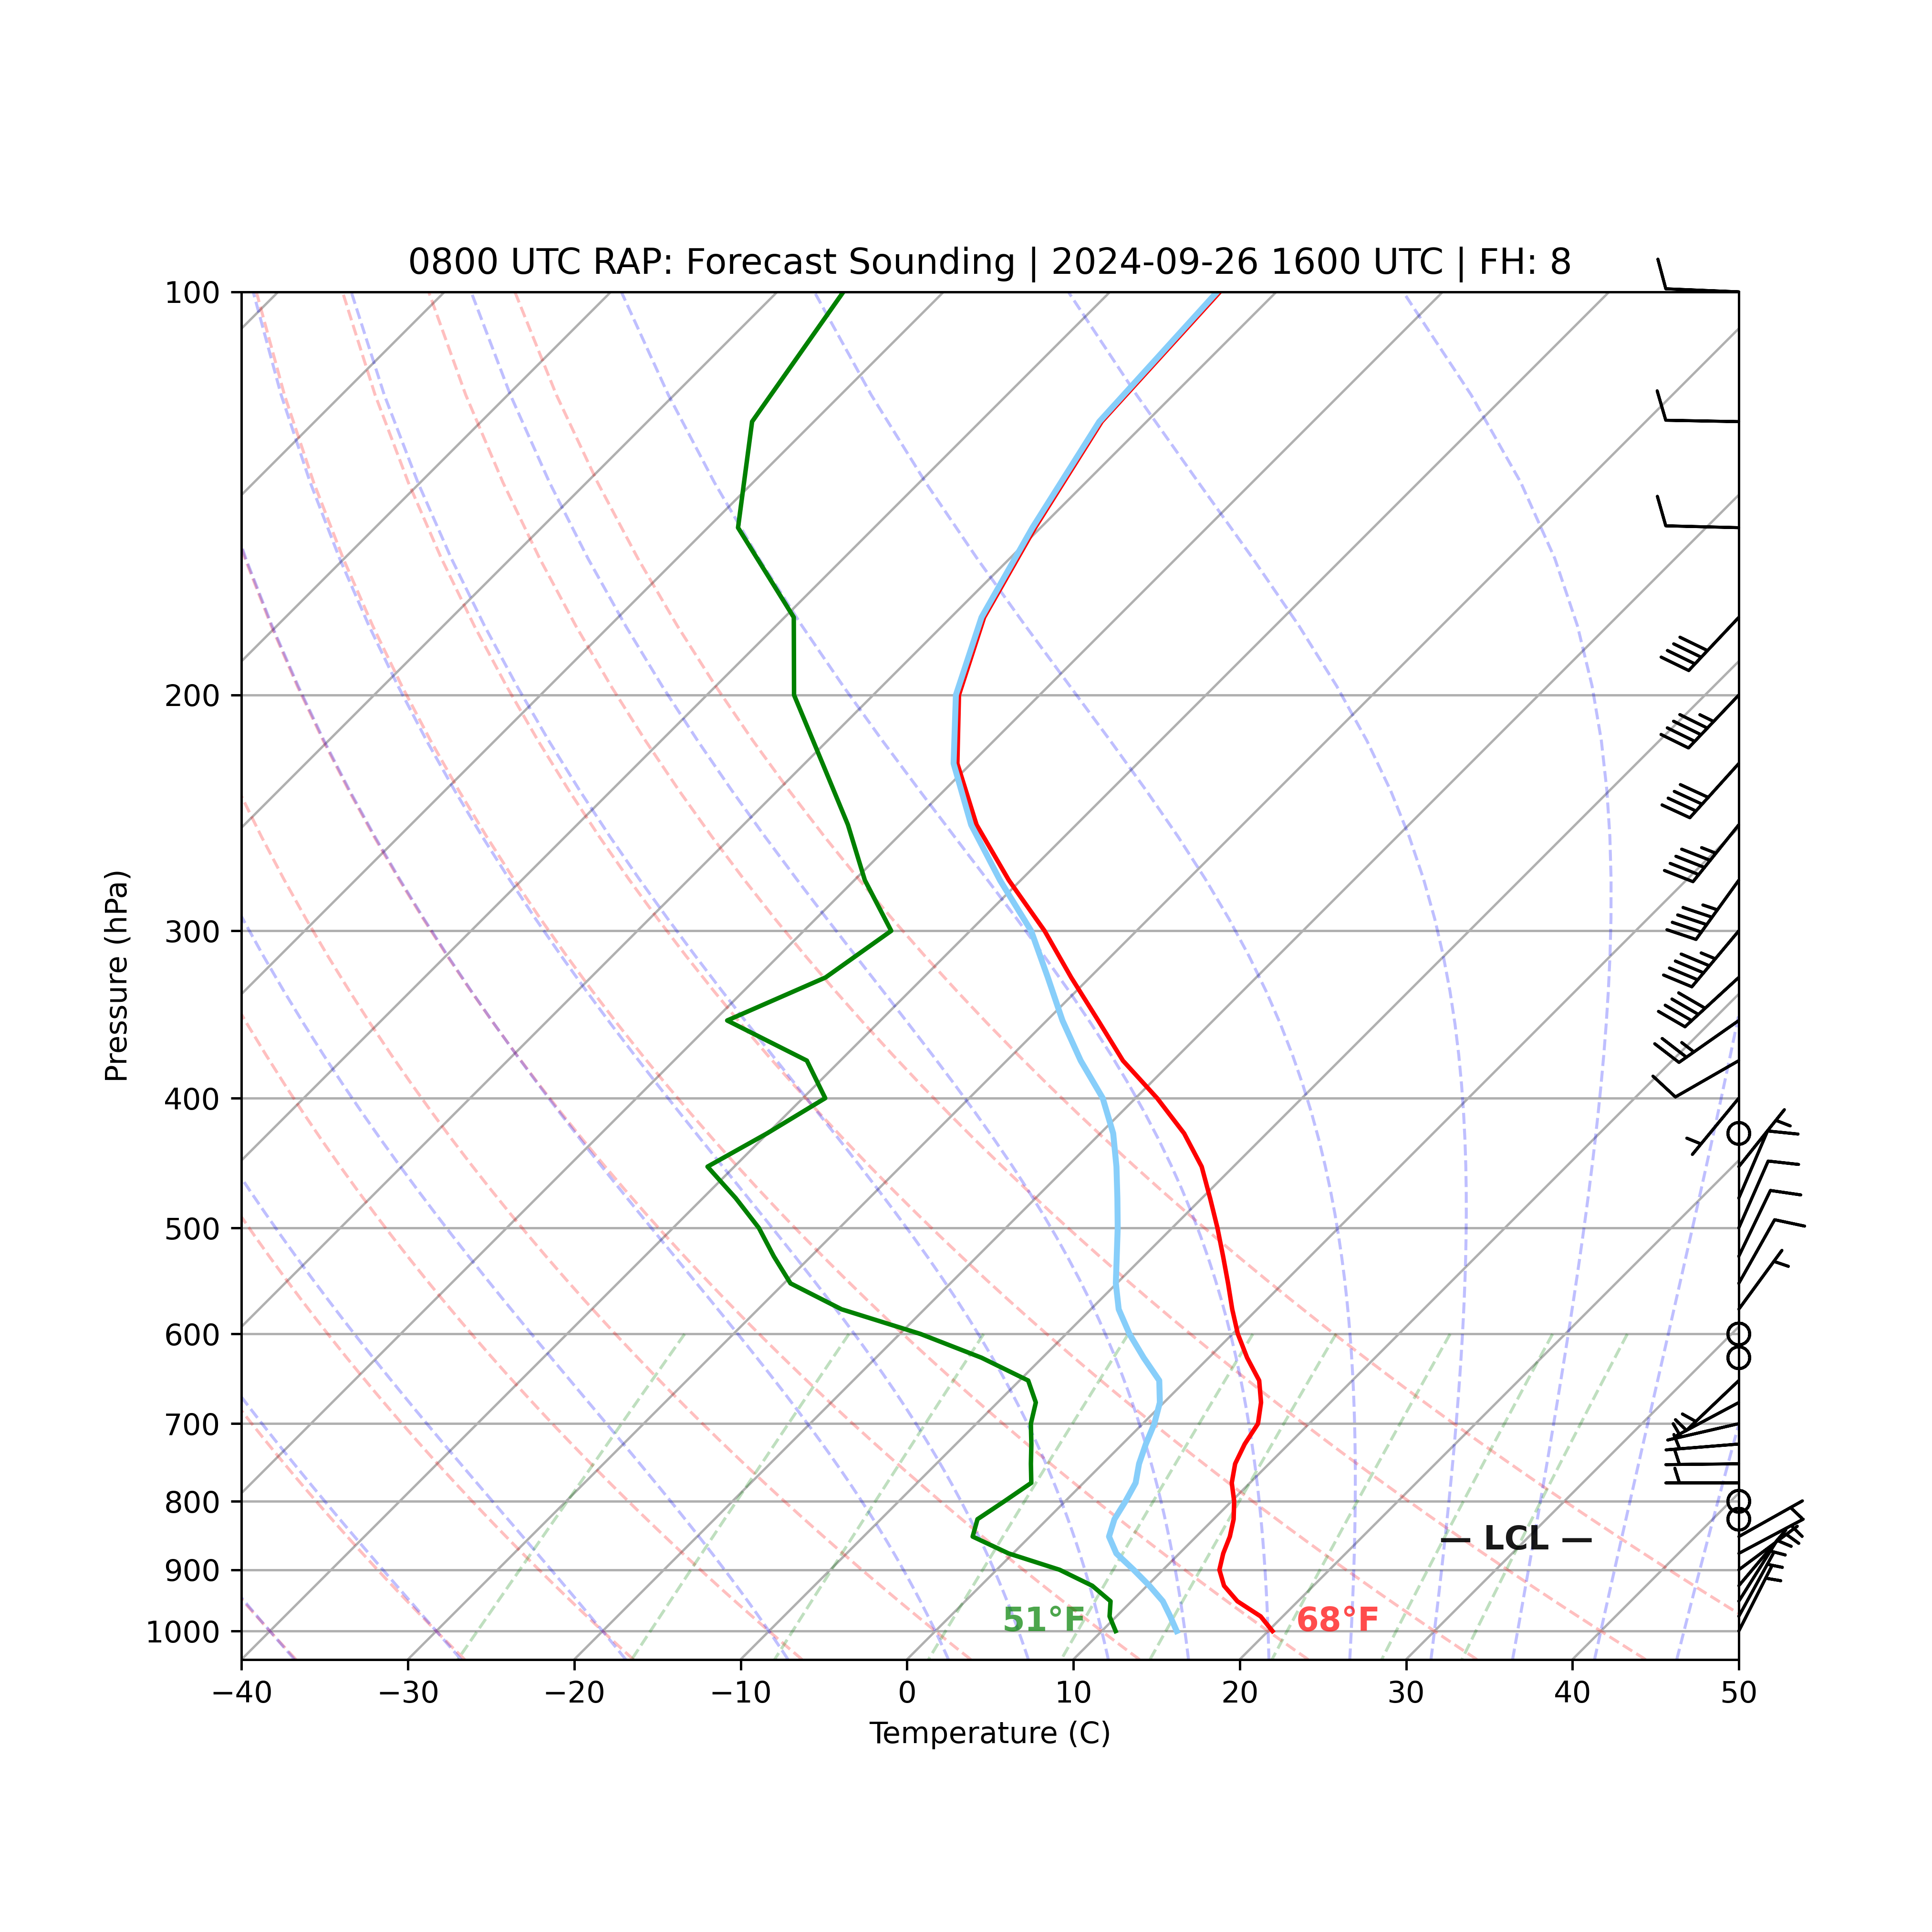 0800 UTC RAP: Forecast Sounding | 2024-09-26 1600 UTC | FH: 8
100
200
300
400
500
600
700
800
900
1000
Pressure (hPa)
— LCL —
51°F
68°F
−40 −30 −20 −10 0 10 20 30 40 50
Temperature (C)